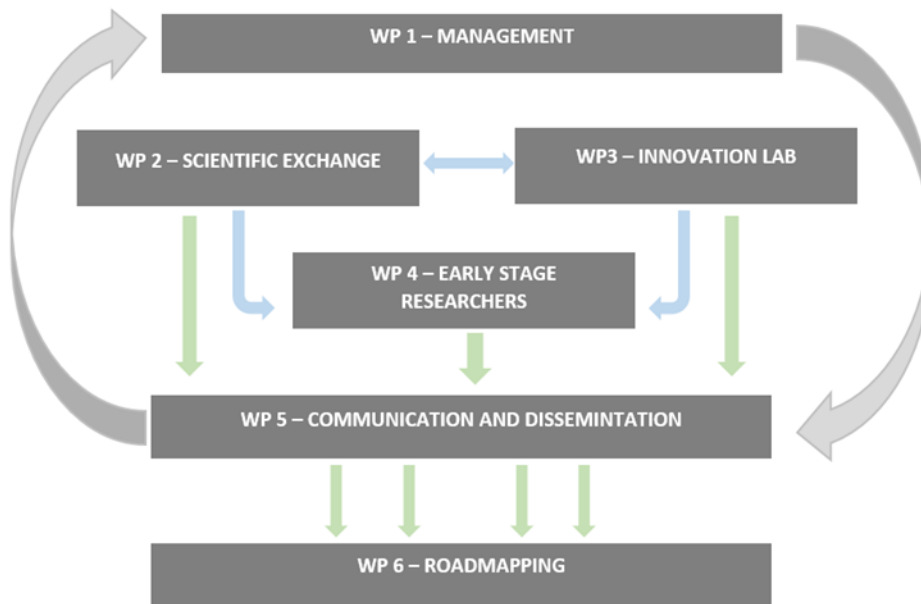 WP 1 – MANAGEMENT
WP 2 – SCIENTIFIC EXCHANGE
WP3 – INNOVATION LAB
WP 4 – EARLY STAGE
RESEARCHERS
WP 5 – COMMUNICATION AND DISSEMINTATION
WP 6 – ROADMAPPING